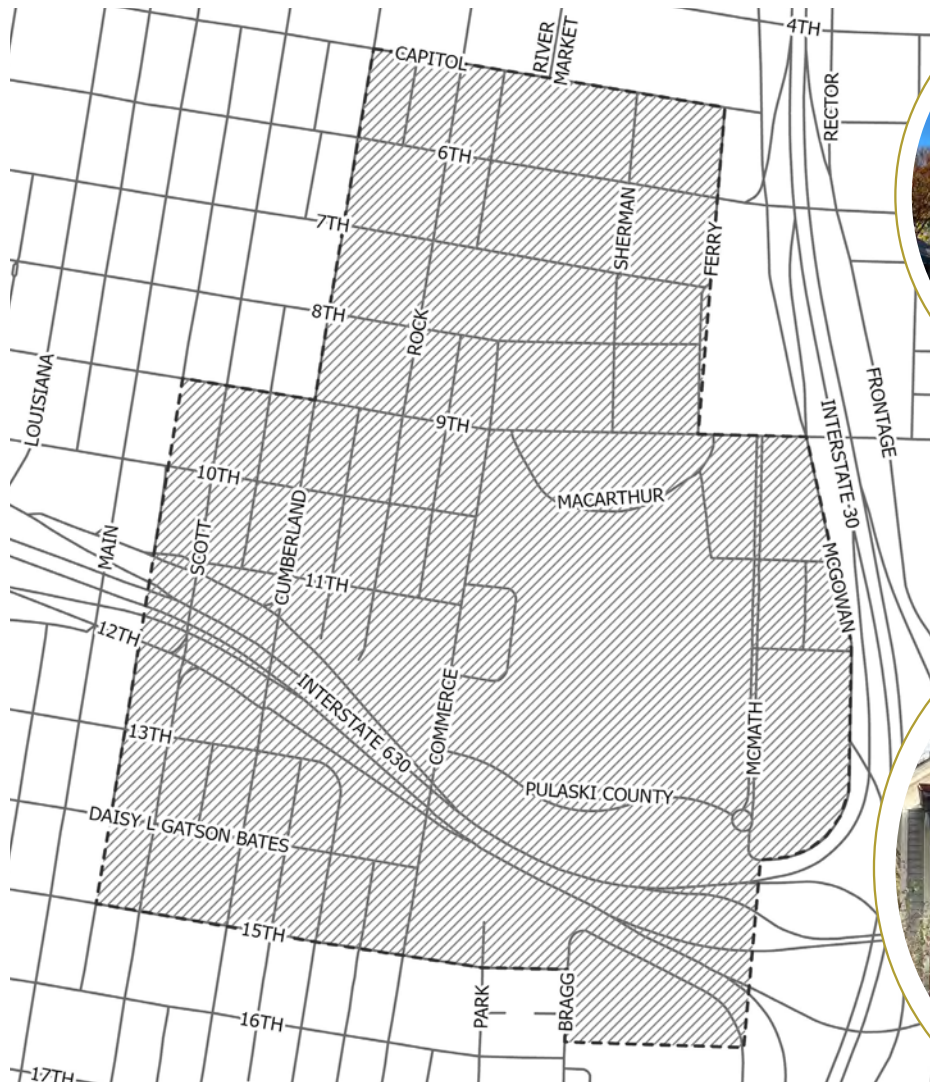 4TH
CAPITOL
RIVER
MARKET
RECTOR
6TH
7TH
SHERMAN
FERRY
8TH
ROCK
LOUISIANA
FRONTAGE
9TH
INTERSTATE-30
10TH
MACARTHUR
MAIN
SCOTT
CUMBERLAND
11TH
MCGOWAN
12TH
INTERSTATE 630
COMMERCE
MCMATH
13TH
PULASKI COUNTY
DAISY L GATSON BATES
15TH
PARK
BRAGG
16TH
17TH